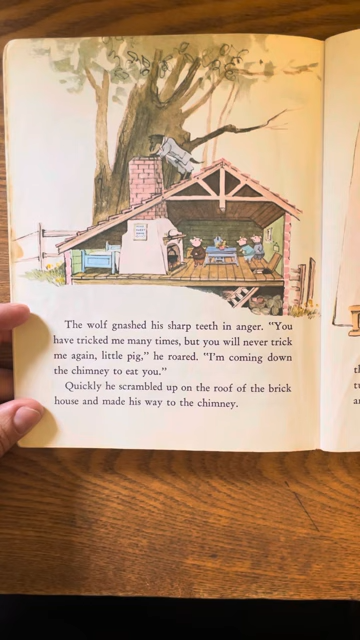 The wolf gnashed his sharp teeth in anger. "You
have tricked me many times, but you will never trick
me again, little pig," he roared. "I'm coming down
the chimney to eat you."
Quickly he scrambled up on the roof of the brick
house and made his way to the chimney.